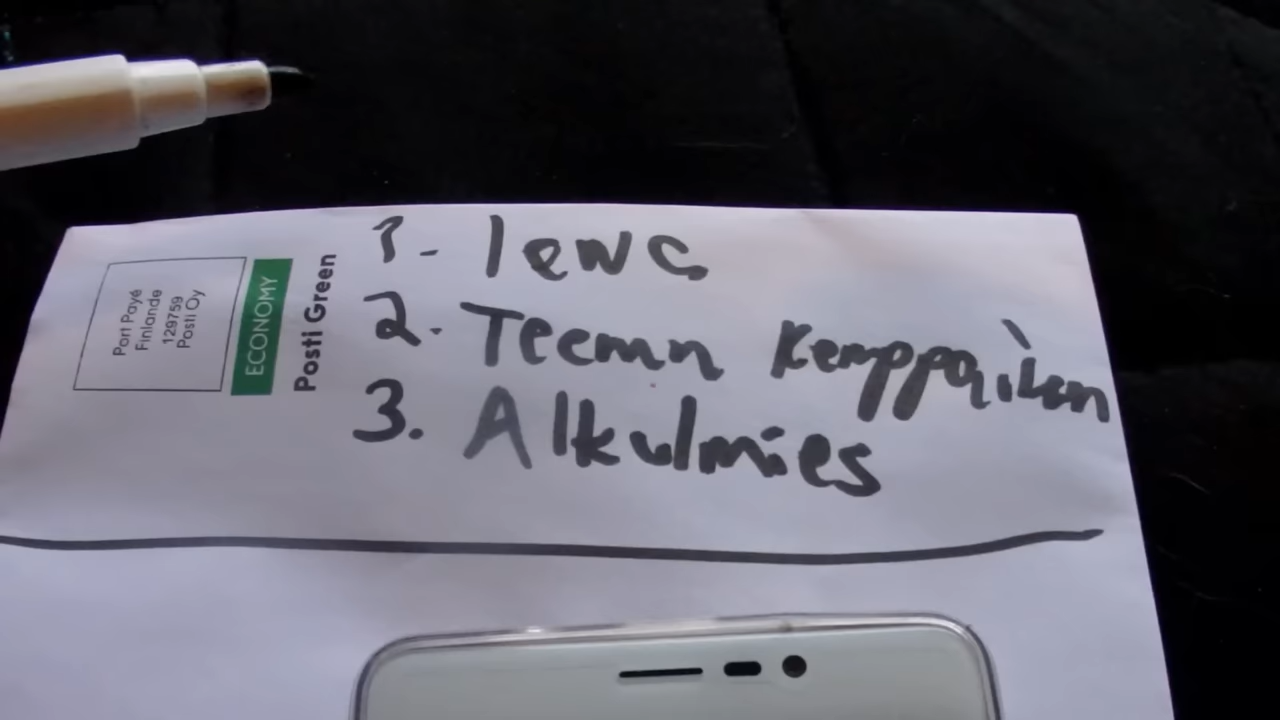 Port Payé
Finlande
129759
Posti Oy
ECONOMY
Posti Green
1. lewc
2. Teemn Kemppainen
3. Alkulmies